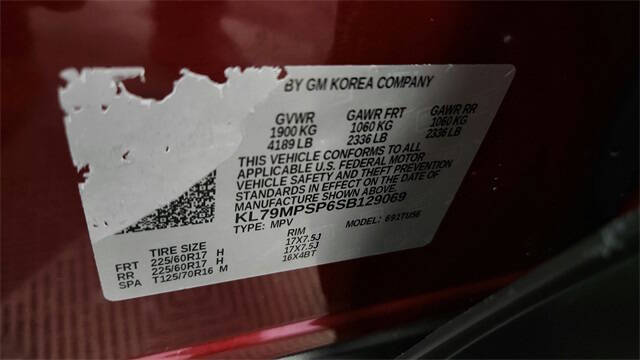 BY GM KOREA COMPANY
GVWR GAWR FRT GAWR RR
1900 KG 1060 KG 1060 KG
4189 LB 2336 LB 2336 LB
THIS VEHICLE CONFORMS TO ALL
APPLICABLE U.S. FEDERAL MOTOR
VEHICLE SAFETY AND THEFT PREVENTION
STANDARDS IN EFFECT ON THE DATE OF
MANUFACTURE SHOWN ABOVE.
KL79MPSP6SB129069
TYPE: MPV MODEL: 691TU56
TIRE SIZE RIM
FRT 225/60R17 H 17X7.5J
RR 225/60R17 H 17X7.5J
SPA T125/70R16 M 16X4BT